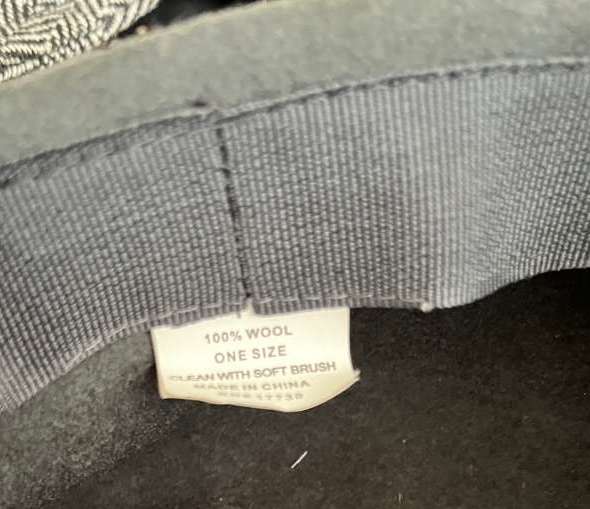 100% WOOL
ONE SIZE
CLEAN WITH SOFT BRUSH
MADE IN CHINA